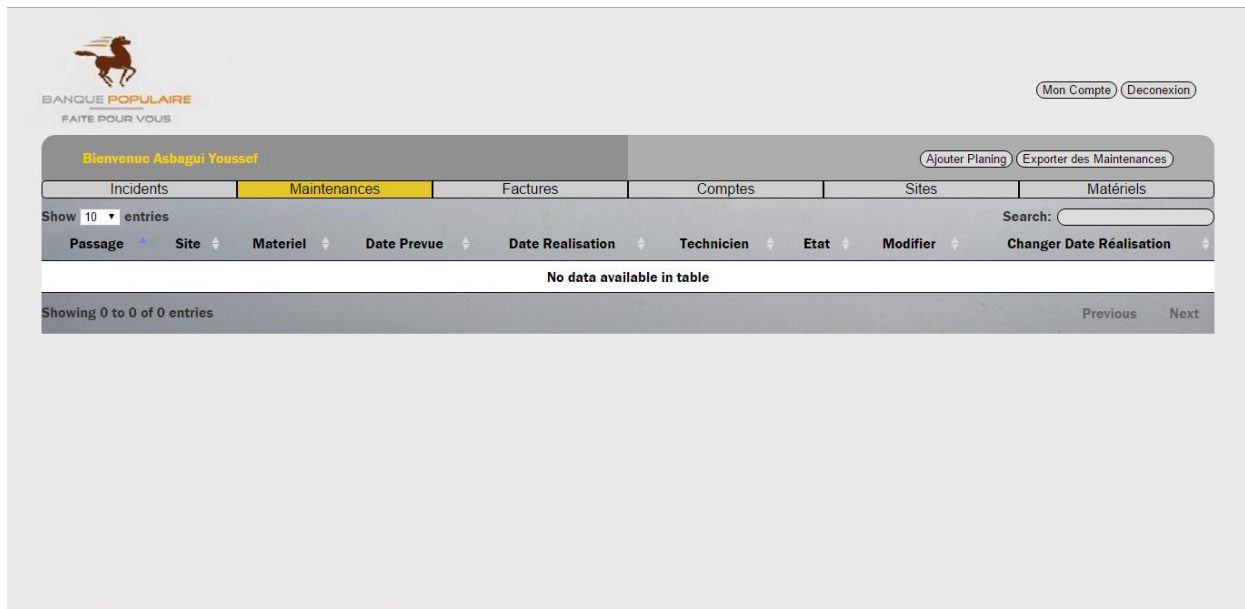 BANQUE POPULAIRE
FAITE POUR VOUS
Mon Compte Deconexion
Bienvenue Asbagui Youssef
Ajouter Planing Exporter des Maintenances
Incidents Maintenances Factures Comptes Sites Matériels
Show 10 entries Search:
Passage Site Materiel Date Prevue Date Realisation Technicien Etat Modifier Changer Date Réalisation
No data available in table
Showing 0 to 0 of 0 entries Previous Next